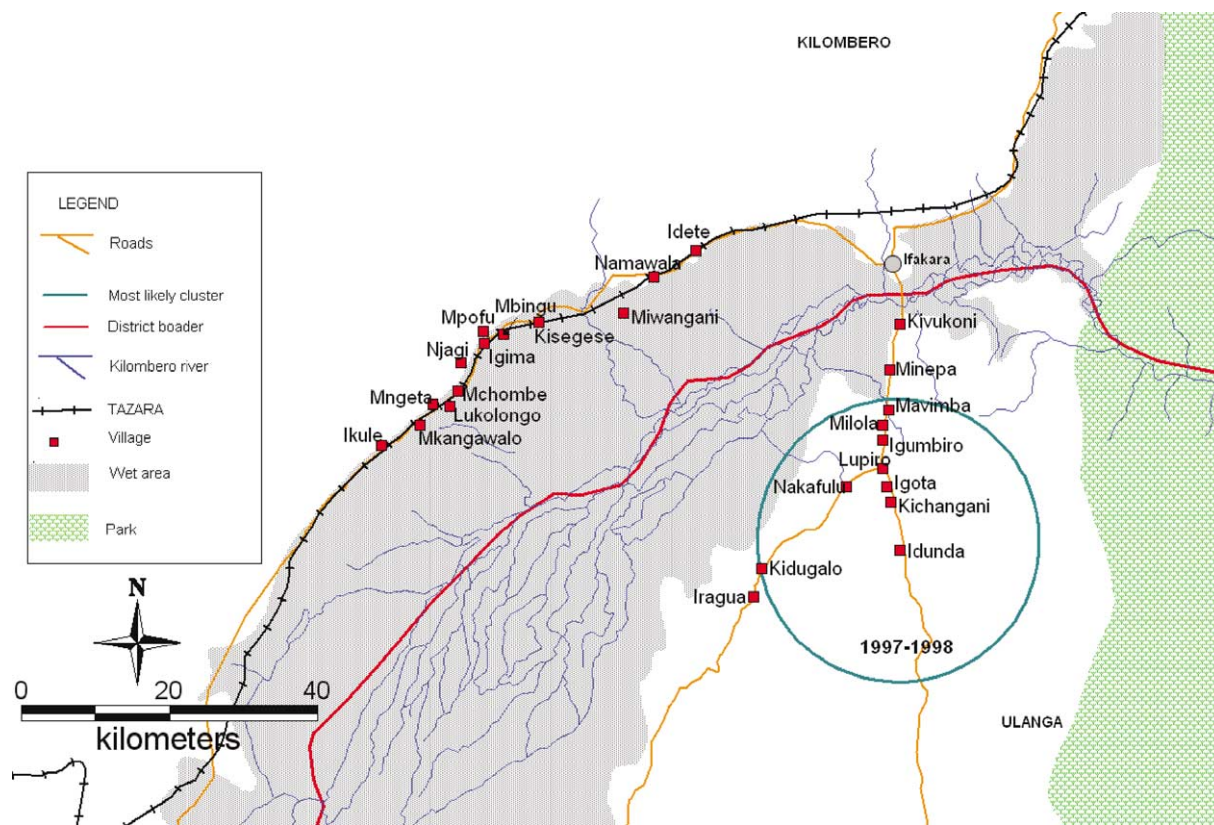 KILOMBERO
LEGEND
Roads
Most likely cluster
District boader
Kilombero river
TAZARA
Village
Wet area
Park
Idete
Ifakara
Namawala
Mbingu
Miwangani
Mpofu
Kisegese
Kivukoni
Igima
Njagi
Minepa
Mchombe
Mngeta
Lukolongo
Mavimba
Milola
Mkangawalo
Ikule
Igumbiro
Lupiro
Nakafulu
Igota
Kichangani
Idunda
Kidugalo
Iragua
N
1997-1998
0 20 40
kilometers
ULANGA